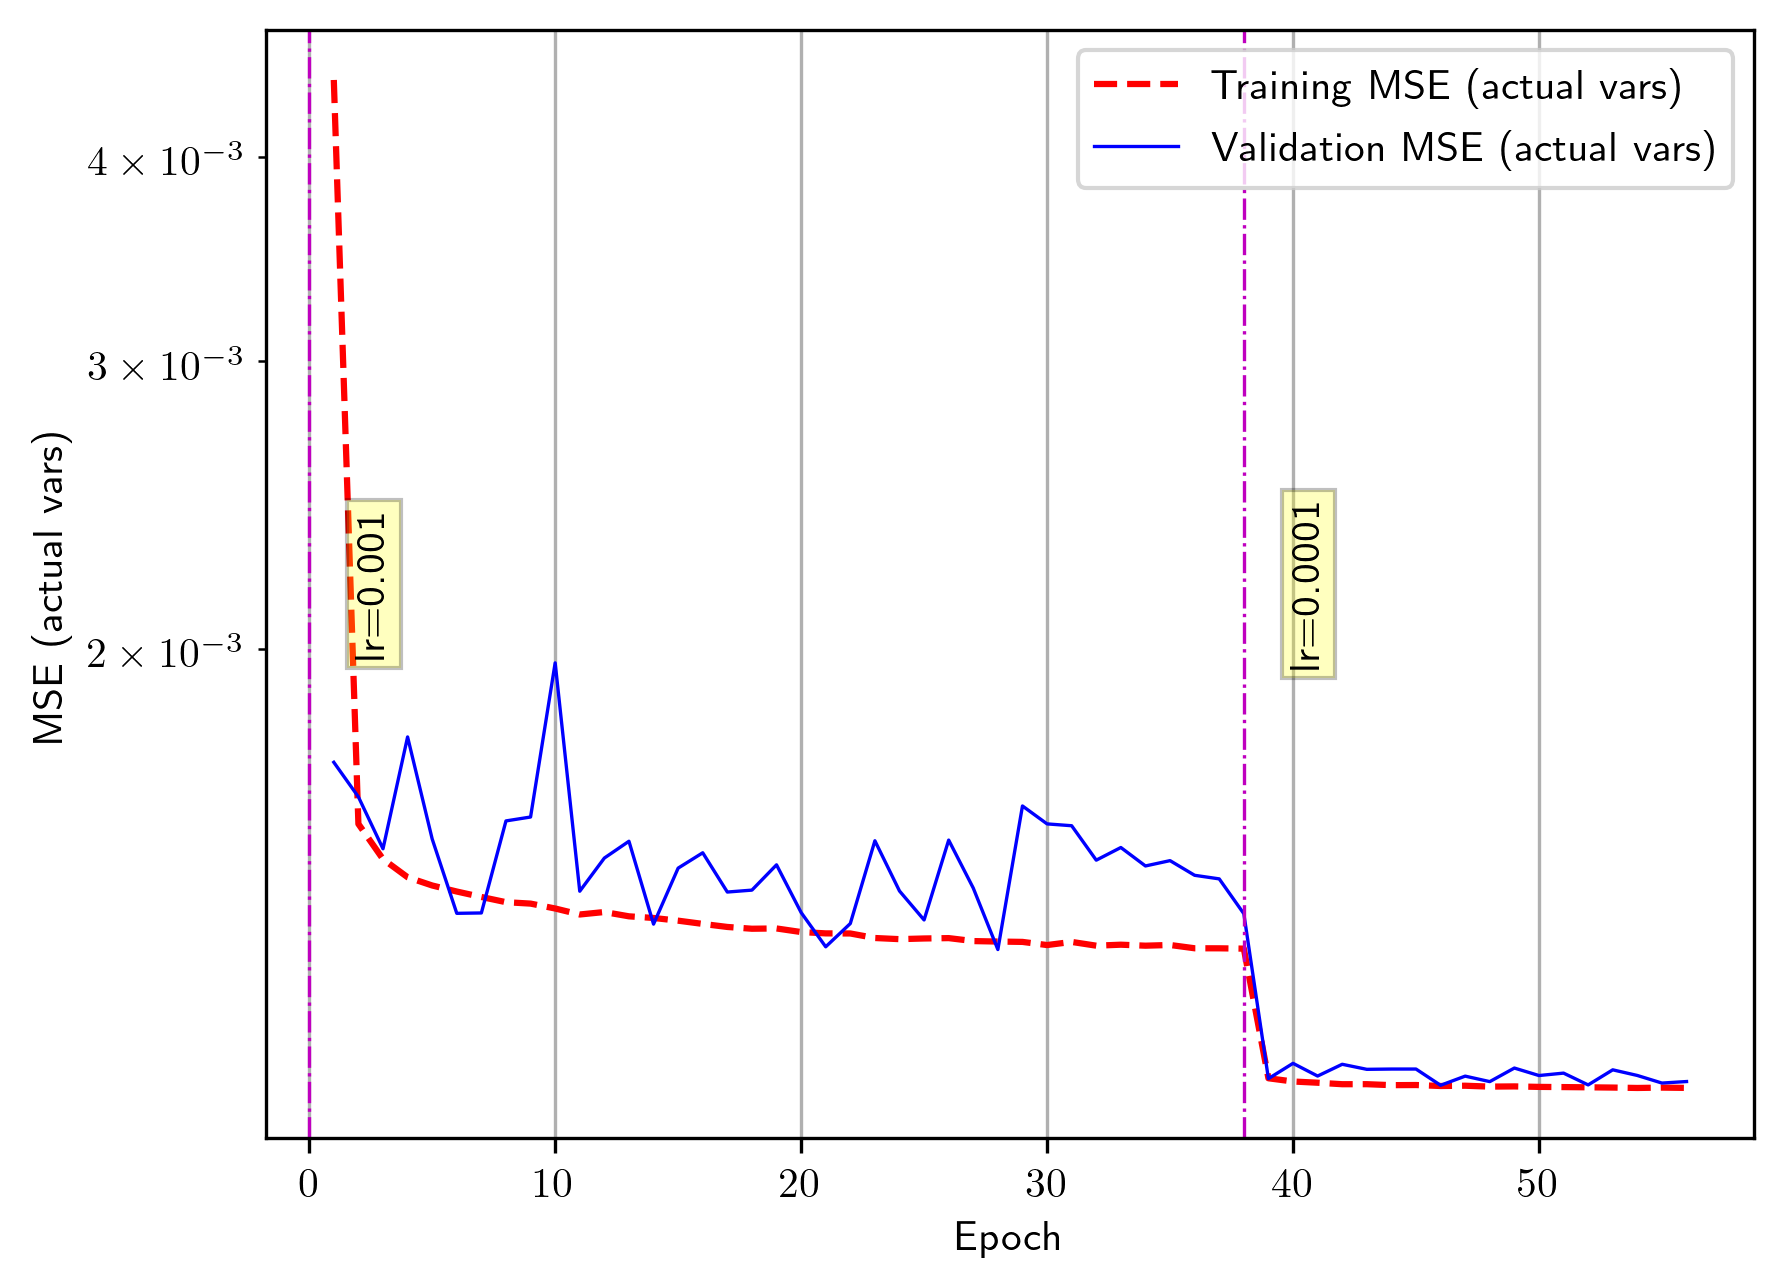 Training MSE (actual vars)
Validation MSE (actual vars)
4 × 10⁻³
3 × 10⁻³
2 × 10⁻³
MSE (actual vars)
lr=0.001
lr=0.0001
0 10 20 30 40 50
Epoch